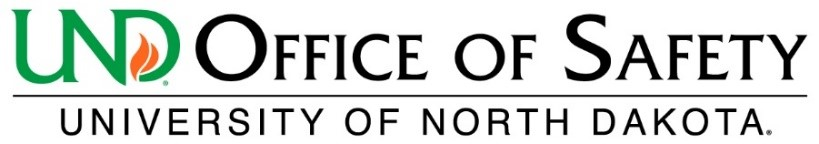 UND® OFFICE OF SAFETY
UNIVERSITY OF NORTH DAKOTA®